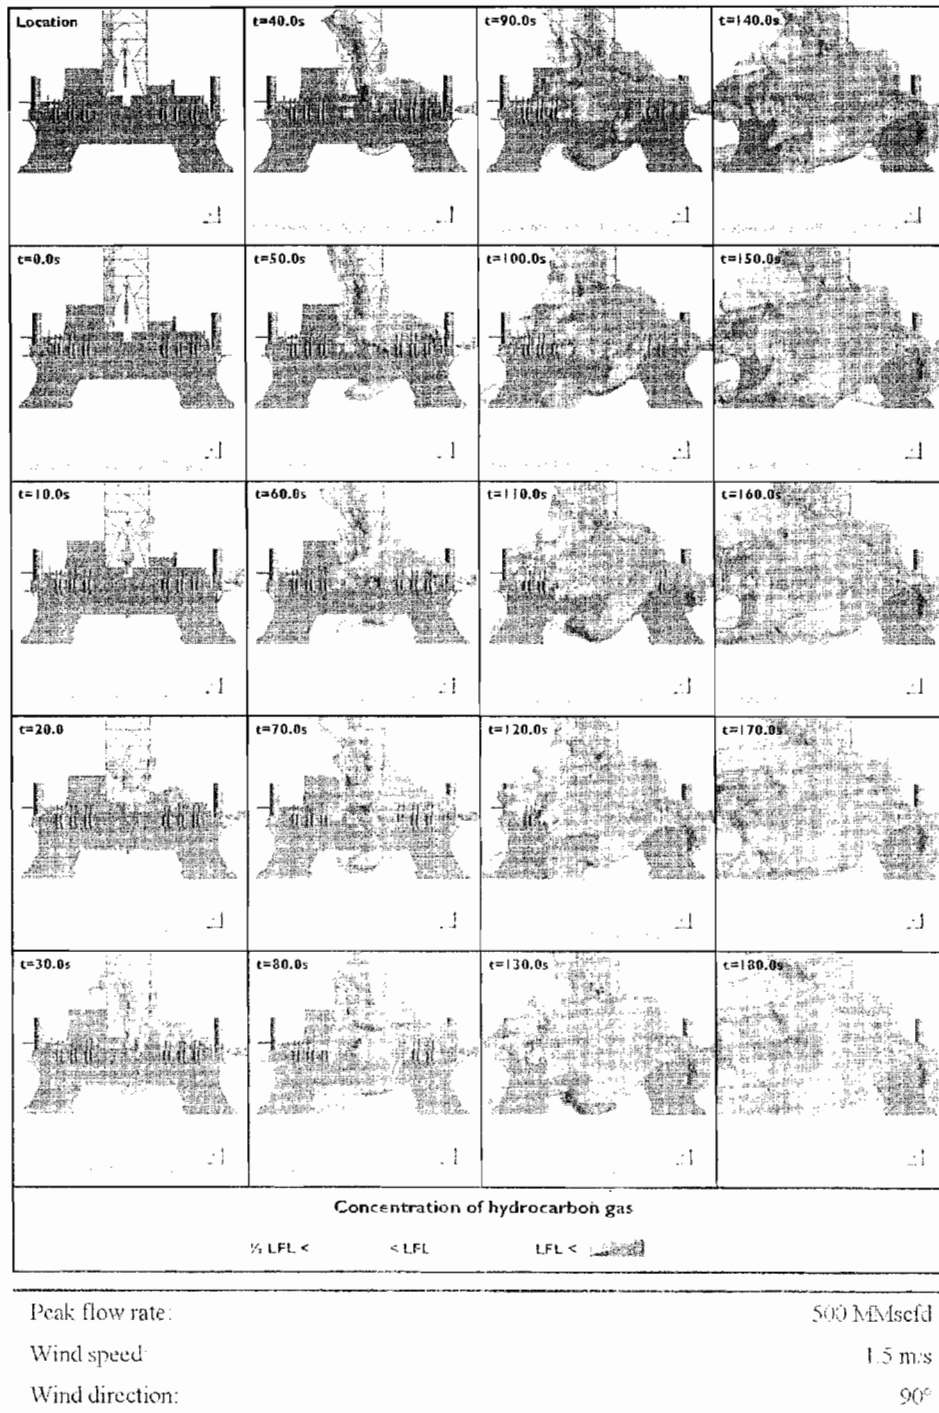 Location
t=40.0s
t=90.0s
t=140.0s
t=0.0s
t=50.0s
t=100.0s
t=150.0s
t=10.0s
t=60.0s
t=110.0s
t=160.0s
t=20.0
t=70.0s
t=120.0s
t=170.0s
t=30.0s
t=80.0s
t=130.0s
t=180.0s
Concentration of hydrocarbon gas
½ LFL < < LFL LFL <
Peak flow rate: 500 MMscfd
Wind speed: 1.5 m/s
Wind direction: 90°